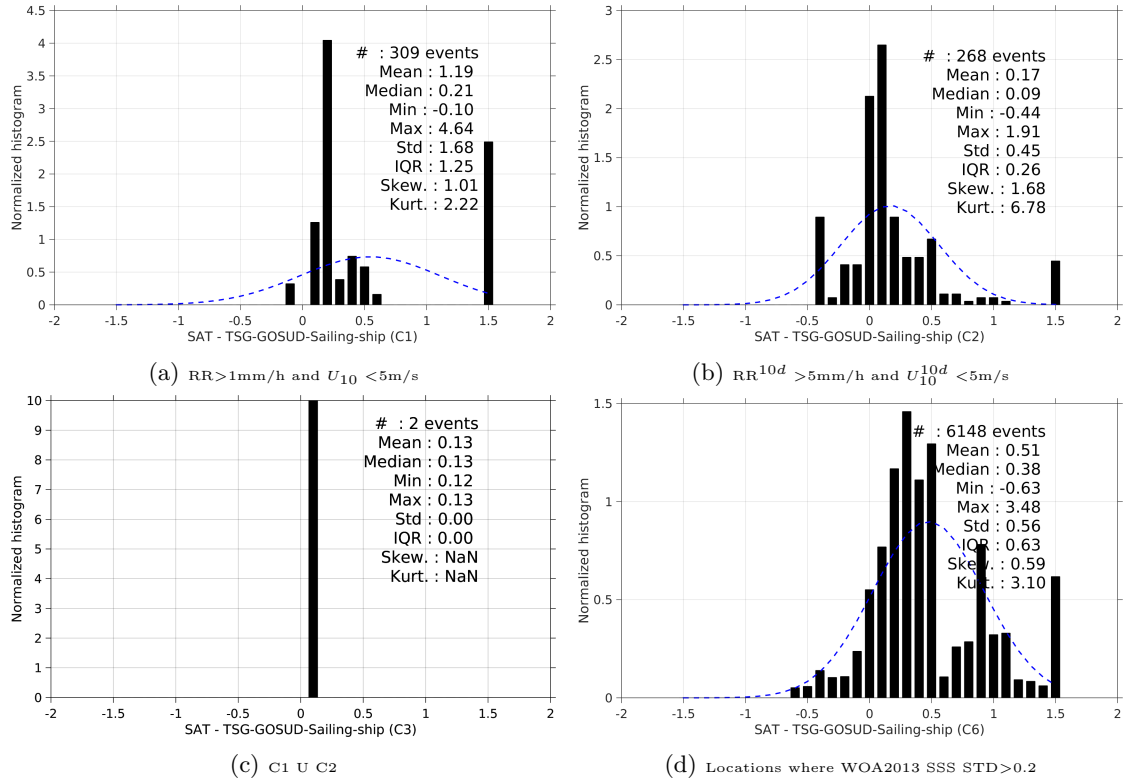 4.5
4
3.5
3
2.5
2
1.5
1
0.5
0
Normalized histogram
# : 309 events
Mean : 1.19
Median : 0.21
Min : -0.10
Max : 4.64
Std : 1.68
IQR : 1.25
Skew. : 1.01
Kurt. : 2.22
-2 -1.5 -1 -0.5 0 0.5 1 1.5 2
SAT - TSG-GOSUD-Sailing-ship (C1)
(a) RR>1mm/h and U10 <5m/s
3
2.5
2
1.5
1
0.5
0
Normalized histogram
# : 268 events
Mean : 0.17
Median : 0.09
Min : -0.44
Max : 1.91
Std : 0.45
IQR : 0.26
Skew. : 1.68
Kurt. : 6.78
-2 -1.5 -1 -0.5 0 0.5 1 1.5 2
SAT - TSG-GOSUD-Sailing-ship (C2)
(b) RR10d >5mm/h and U10 10d <5m/s
10
9
8
7
6
5
4
3
2
1
0
Normalized histogram
# : 2 events
Mean : 0.13
Median : 0.13
Min : 0.12
Max : 0.13
Std : 0.00
IQR : 0.00
Skew. : NaN
Kurt. : NaN
-2 -1.5 -1 -0.5 0 0.5 1 1.5 2
SAT - TSG-GOSUD-Sailing-ship (C3)
(c) C1 U C2
1.5
1
0.5
0
Normalized histogram
# : 6148 events
Mean : 0.51
Median : 0.38
Min : -0.63
Max : 3.48
Std : 0.56
IQR : 0.63
Skew. : 0.59
Kurt. : 3.10
-2 -1.5 -1 -0.5 0 0.5 1 1.5 2
SAT - TSG-GOSUD-Sailing-ship (C6)
(d) Locations where WOA2013 SSS STD>0.2